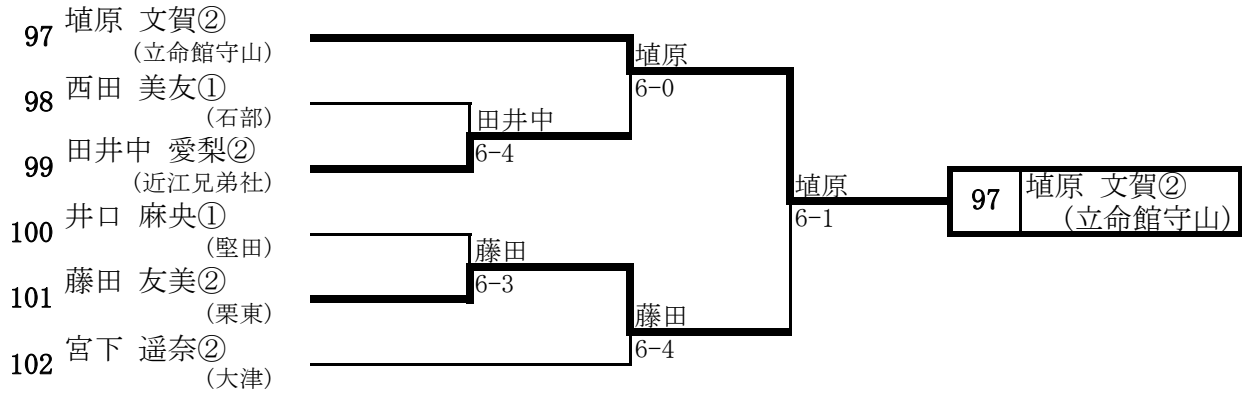 97 埴原 文賀②
(立命館守山)
98 西田 美友①
(石部)
99 田井中 愛梨②
(近江兄弟社)
100 井口 麻央①
(堅田)
101 藤田 友美②
(栗東)
102 宮下 遥奈②
(大津)
田井中
6-4
藤田
6-3
埴原
6-0
藤田
6-4
埴原
6-1
97 埴原 文賀②
(立命館守山)